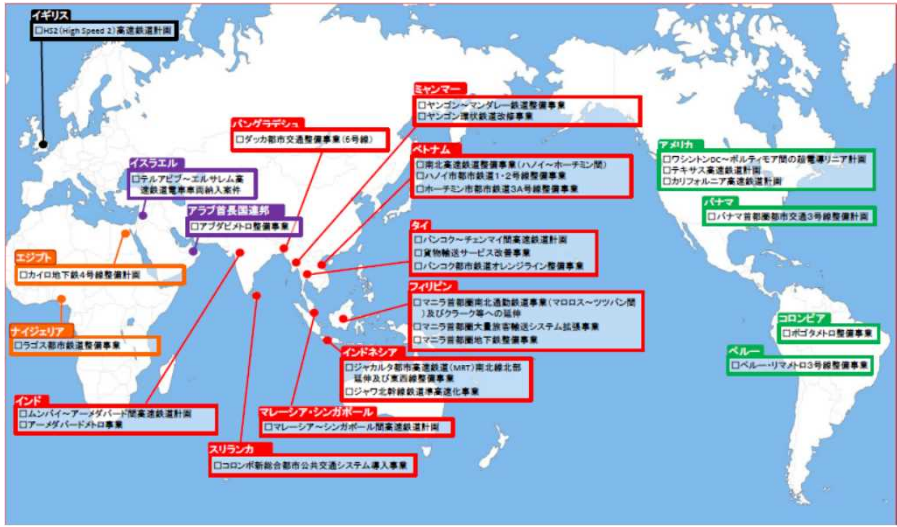 イギリス
□HS2(High Speed 2)高速鉄道計画
ミャンマー
□ヤンゴン～マンダレー鉄道整備事業
□ヤンゴン環状鉄道改修事業
バングラデシュ
□ダッカ都市交通整備事業(6号線)
ベトナム
□南北高速鉄道整備事業(ハノイ～ホーチミン間)
□ハノイ市都市鉄道1・2号線整備事業
□ホーチミン市都市鉄道3A号線整備事業
アメリカ
□ワシントンDC～ボルティモア間の超電導リニア計画
□テキサス高速鉄道計画
□カリフォルニア高速鉄道計画
イスラエル
□テルアビブ～エルサレム高
速鉄道電車車両納入案件
アラブ首長国連邦
□アブダビメトロ整備事業
パナマ
□パナマ首都圏都市交通3号線整備計画
タイ
□バンコク～チェンマイ間高速鉄道計画
□貨物輸送サービス改善事業
□バンコク都市鉄道オレンジライン整備事業
エジプト
□カイロ地下鉄4号線整備計画
フィリピン
□マニラ首都圏南北通勤鉄道事業(マロロス～ツツバン間
)及びクラーク等への延伸
□マニラ首都圏大量旅客輸送システム拡張事業
□マニラ首都圏地下鉄整備事業
ナイジェリア
□ラゴス都市鉄道整備事業
コロンビア
□ボゴタメトロ整備事業
ペルー
□ペルー・リマメトロ3号線整備事業
インドネシア
□ジャカルタ都市高速鉄道(MRT)南北線北部
延伸及び東西線整備事業
□ジャワ北幹線鉄道準高速化事業
インド
□ムンバイ～アーメダバード間高速鉄道計画
□アーメダバードメトロ事業
マレーシア・シンガポール
□マレーシア～シンガポール間高速鉄道計画
スリランカ
□コロンボ新総合都市公共交通システム導入事業